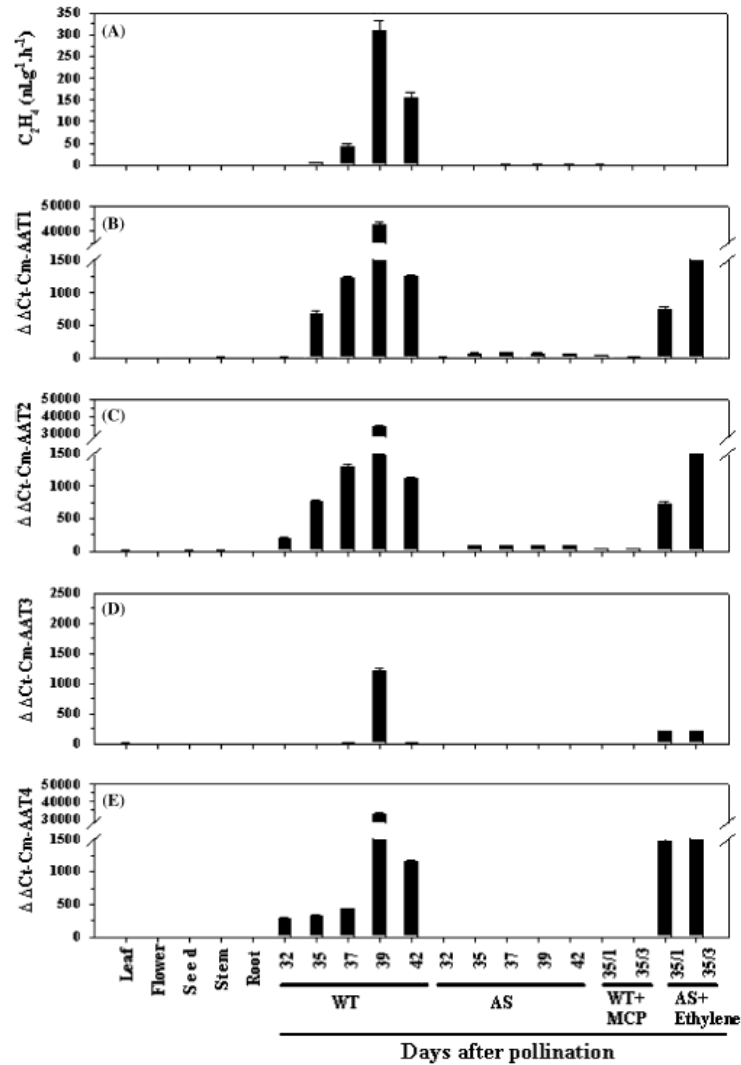 (A)
C₂H₄ (nLg⁻¹.h⁻¹)
350
300
250
200
150
100
50
0
(B)
Δ ΔCt-Cm-AAT1
50000
40000
1500
1000
500
0
(C)
Δ ΔCt-Cm-AAT2
50000
40000
30000
1500
1000
500
0
(D)
Δ ΔCt-Cm-AAT3
2500
2000
1500
1000
500
0
(E)
Δ ΔCt-Cm-AAT4
50000
40000
30000
1500
1000
500
0
Leaf
Flower
Seed
Stem
Root
32
35
37
39
42
32
35
37
39
42
35/1
35/3
35/1
35/3
WT
AS
WT+
MCP
AS+
Ethylene
Days after pollination